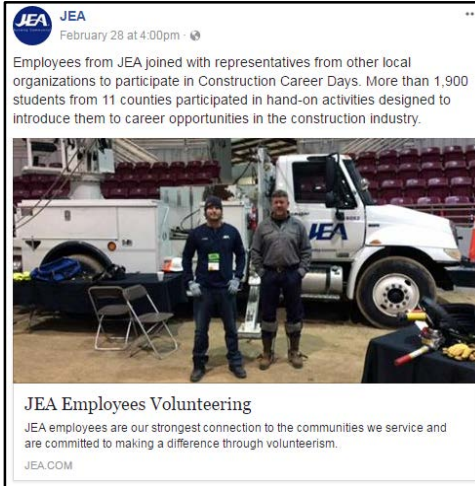 JEA
JEA
February 28 at 4:00pm ·
Employees from JEA joined with representatives from other local
organizations to participate in Construction Career Days. More than 1,900
students from 11 counties participated in hand-on activities designed to
introduce them to career opportunities in the construction industry.
JEA
JEA Employees Volunteering
JEA employees are our strongest connection to the communities we service and
are committed to making a difference through volunteerism.
JEA.COM